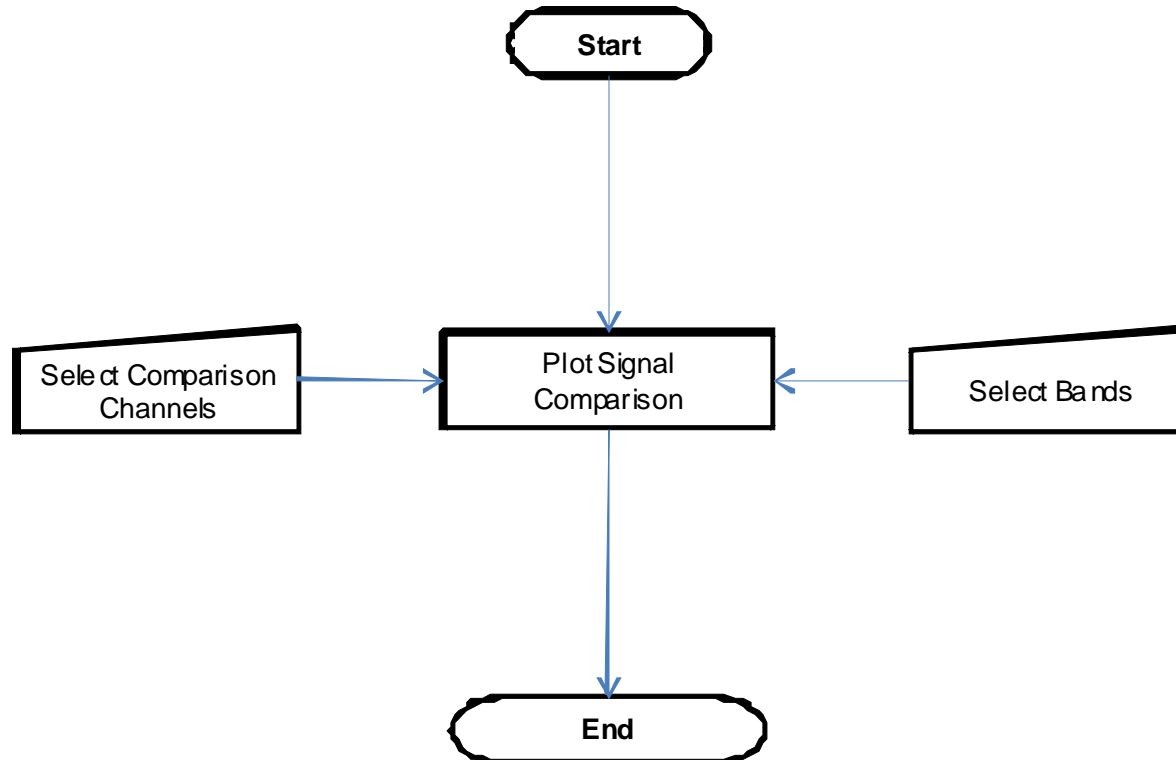 Start
Select Comparison
Channels
Plot Signal
Comparison
Select Bands
End